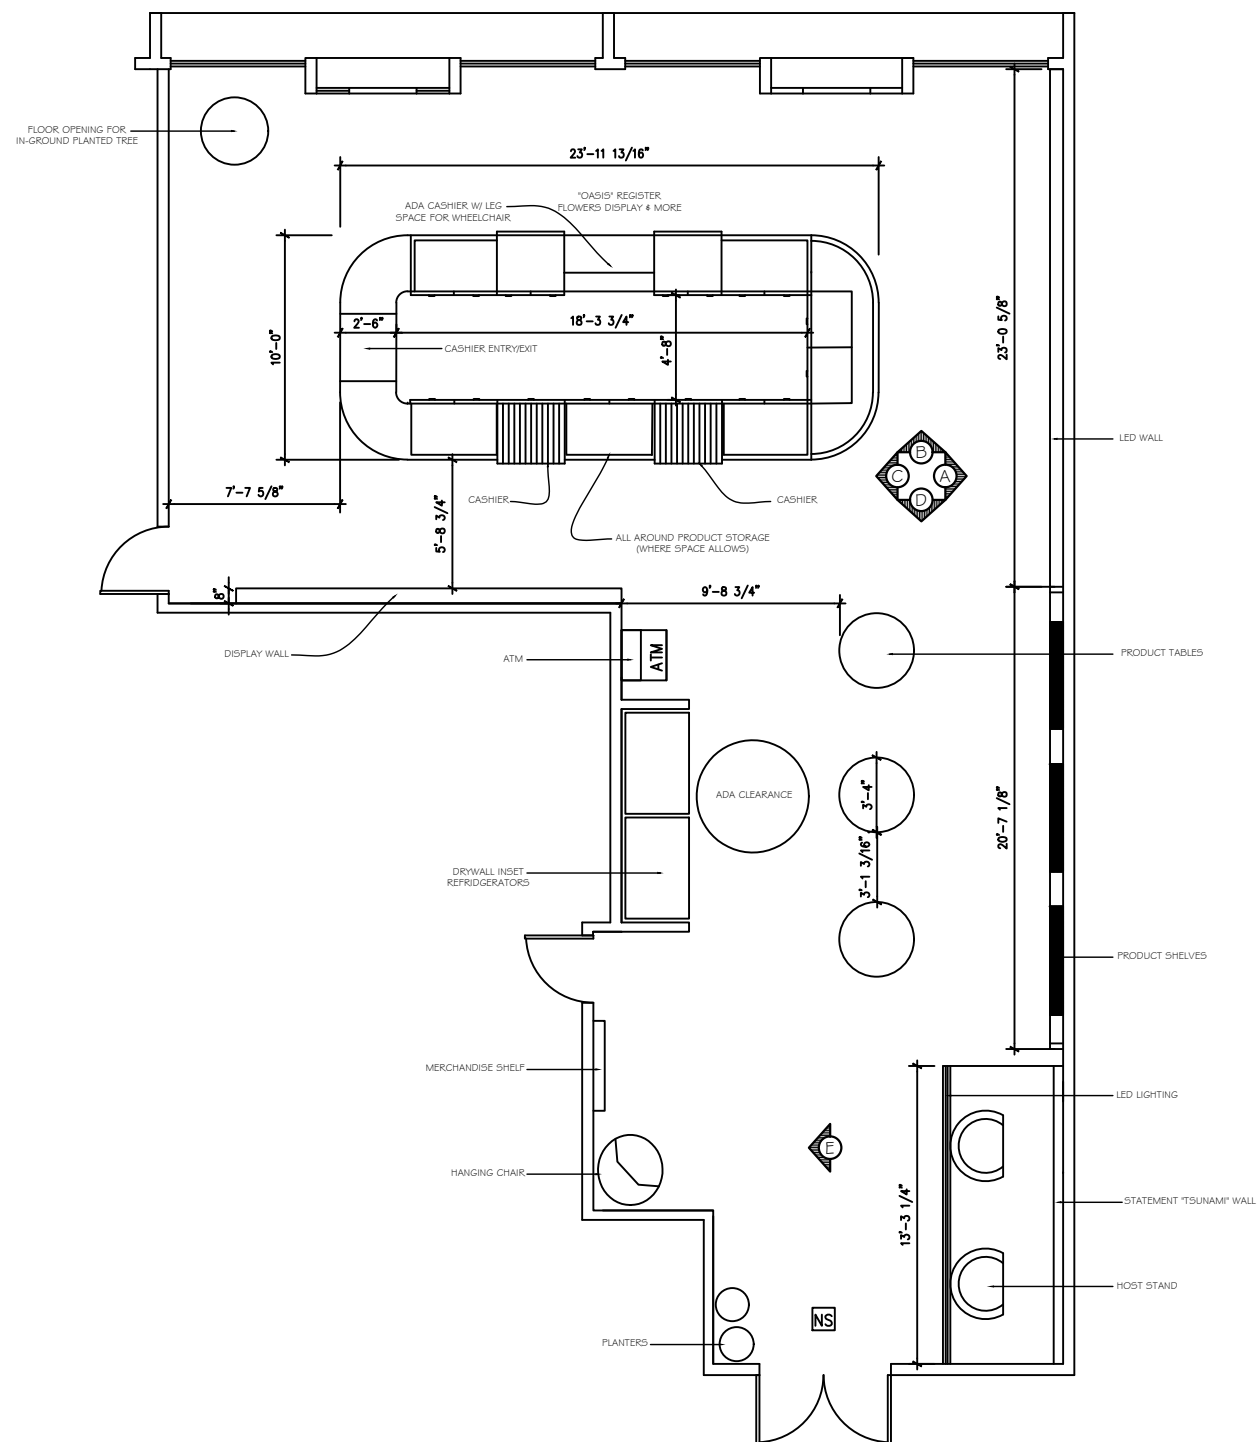 FLOOR OPENING FOR
IN-GROUND PLANTED TREE
23'-11 13/16"
ADA CASHIER W/ LEG
SPACE FOR WHEELCHAIR
"OASIS" REGISTER
FLOWERS DISPLAY & MORE
10'-0"
2'-6"
18'-3 3/4"
4'-8"
CASHIER ENTRY/EXIT
23'-0 5/8"
LED WALL
B
C
A
D
7'-7 5/8"
CASHIER
CASHIER
5'-8 3/4"
ALL AROUND PRODUCT STORAGE
(WHERE SPACE ALLOWS)
8"
9'-8 3/4"
DISPLAY WALL
ATM
ATM
PRODUCT TABLES
ADA CLEARANCE
3'-4"
20'-7 1/8"
3'-1 3/16"
DRYWALL INSET
REFRIDGERATORS
PRODUCT SHELVES
MERCHANDISE SHELF
LED LIGHTING
E
HANGING CHAIR
13'-3 1/4"
STATEMENT "TSUNAMI" WALL
HOST STAND
NS
PLANTERS